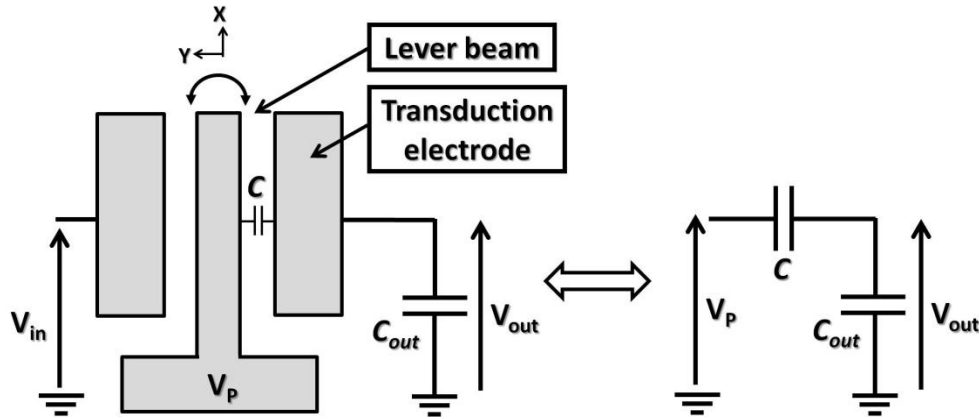 X
Y
Lever beam
Transduction
electrode
C
V_in
V_P
C_out
V_out
V_P
C
C_out
V_out